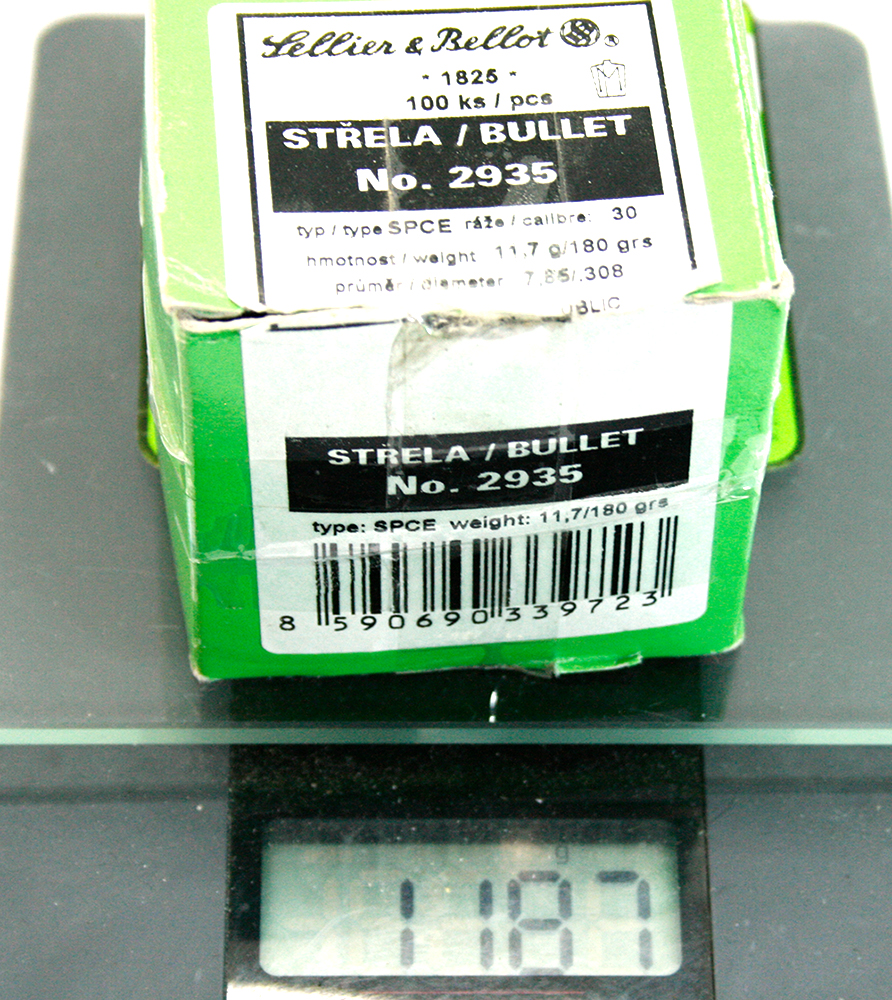 Sellier & Bellot ®
* 1825 *
100 ks / pcs
STŘELA / BULLET
No. 2935
typ / type SPCE ráže / calibre: 30
hmotnost / weight 11,7 g/180 grs
průměr / diameter 7,85/.308
UBLIC
STŘELA / BULLET
No. 2935
type: SPCE weight: 11,7/180 grs
8 590690 339723
g
1187